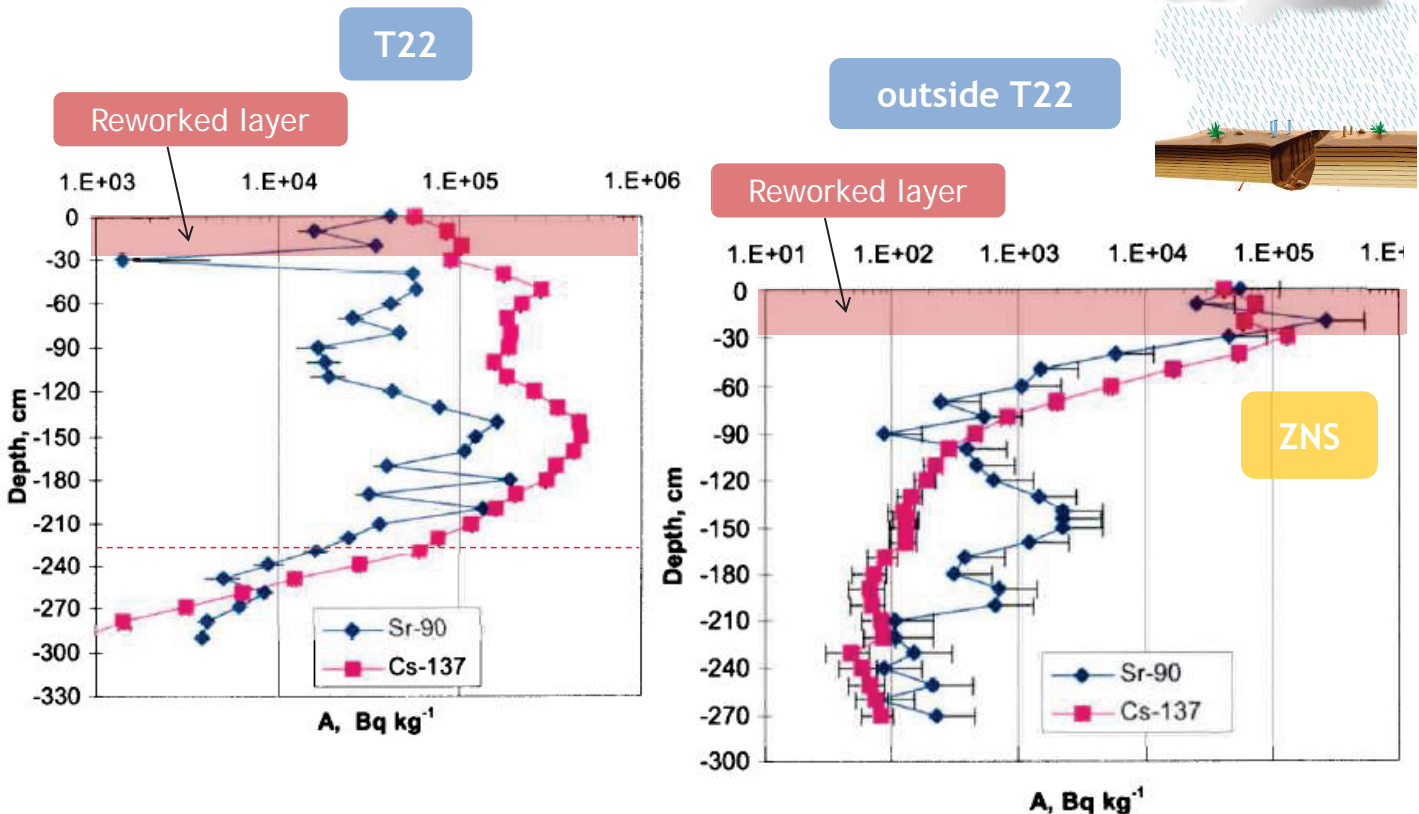 T22
Reworked layer
1.E+03 1.E+04 1.E+05 1.E+06
0
-30
-60
-90
-120
-150
-180
-210
-240
-270
-300
-330
Depth, cm
Sr-90
Cs-137
A, Bq kg-1
outside T22
Reworked layer
1.E+01 1.E+02 1.E+03 1.E+04 1.E+05 1.E+
0
-30
-60
-90
-120
-150
-180
-210
-240
-270
-300
Depth, cm
ZNS
Sr-90
Cs-137
A, Bq kg-1